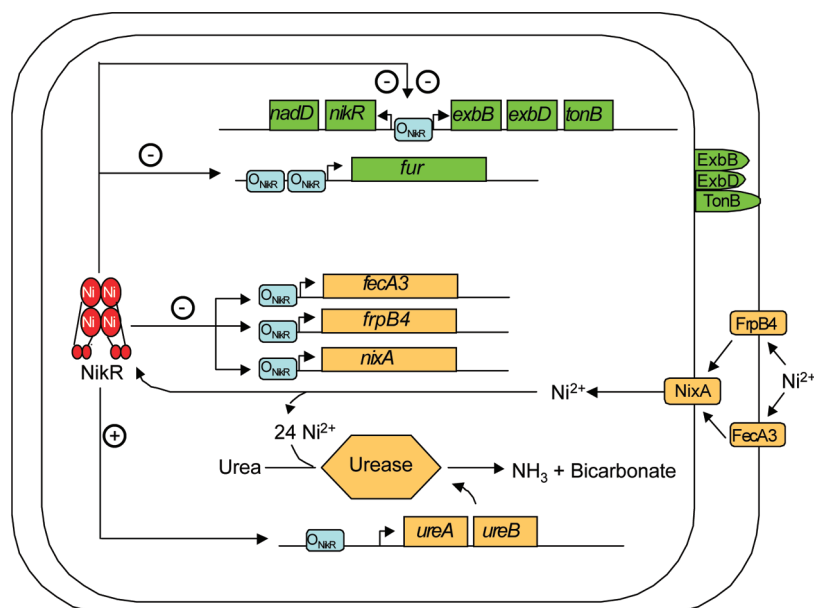 - -
nadD nikR exbB exbD tonB
ONikR
ExbB
- fur
ExbD
ONikR ONikR
TonB
fecA3
ONikR
Ni Ni
- frpB4
FrpB4
Ni Ni
ONikR
nixA
NikR
ONikR
Ni2+ NixA Ni2+
FecA3
+
24 Ni2+
Urea Urease NH3 + Bicarbonate
ureA ureB
ONikR